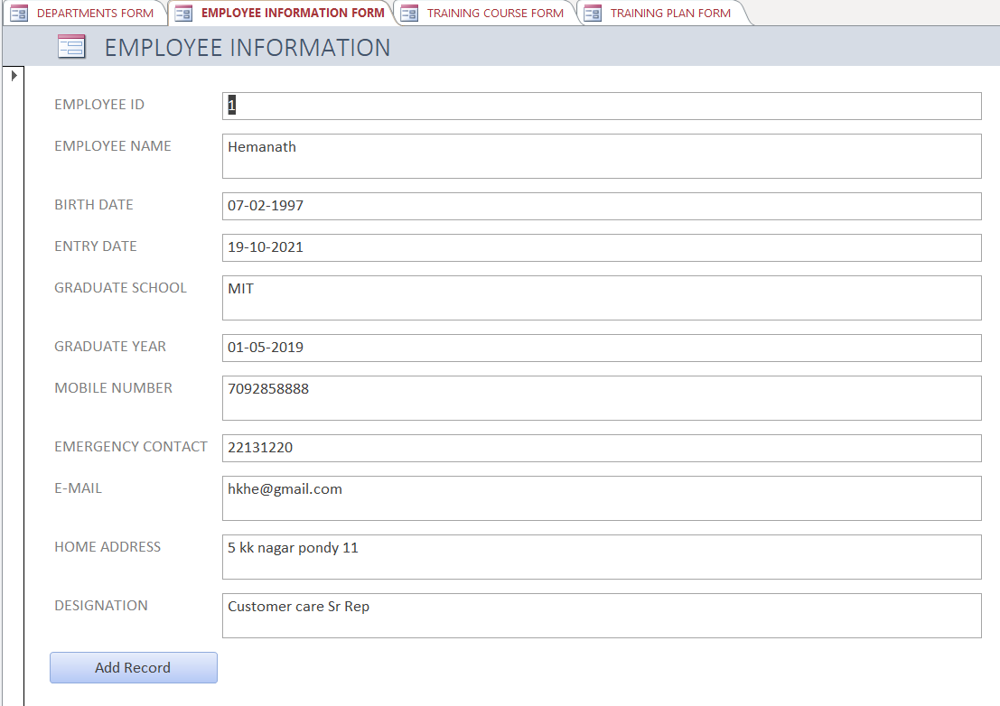 DEPARTMENTS FORM EMPLOYEE INFORMATION FORM TRAINING COURSE FORM TRAINING PLAN FORM
EMPLOYEE INFORMATION
EMPLOYEE ID 1
EMPLOYEE NAME Hemanath
BIRTH DATE 07-02-1997
ENTRY DATE 19-10-2021
GRADUATE SCHOOL MIT
GRADUATE YEAR 01-05-2019
MOBILE NUMBER 7092858888
EMERGENCY CONTACT 22131220
E-MAIL hkhe@gmail.com
HOME ADDRESS 5 kk nagar pondy 11
DESIGNATION Customer care Sr Rep
Add Record